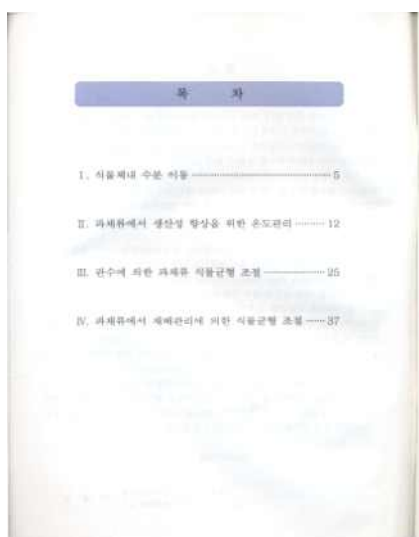 목 차
I. 식물체내 수분 이동 ······ 5
II. 과채류에서 생산성 향상을 위한 온도관리 ······ 12
III. 관수에 의한 과채류 식물균형 조절 ······ 25
IV. 과채류에서 재배관리에 의한 식물균형 조절 ······ 37